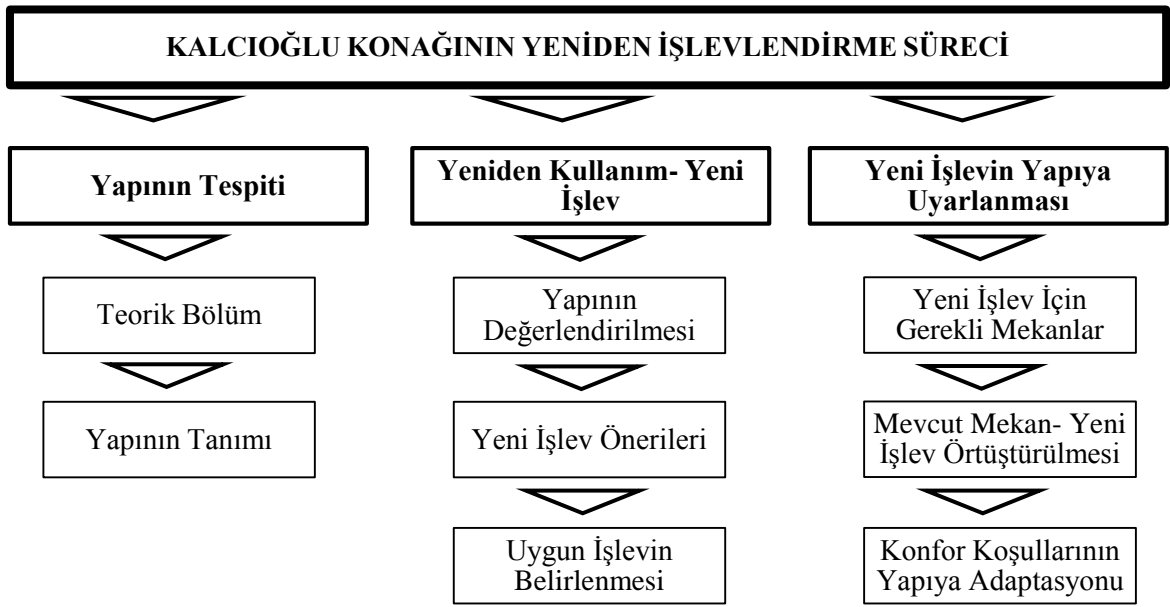 KALCIOĞLU KONAĞININ YENİDEN İŞLEVLENDİRME SÜRECİ
Yapının Tespiti
Teorik Bölüm
Yapının Tanımı
Yeniden Kullanım- Yeni
İşlev
Yapının
Değerlendirilmesi
Yeni İşlev Önerileri
Uygun İşlevin
Belirlenmesi
Yeni İşlevin Yapıya
Uyarlanması
Yeni İşlev İçin
Gerekli Mekanlar
Mevcut Mekan- Yeni
İşlev Örtüştürülmesi
Konfor Koşullarının
Yapıya Adaptasyonu